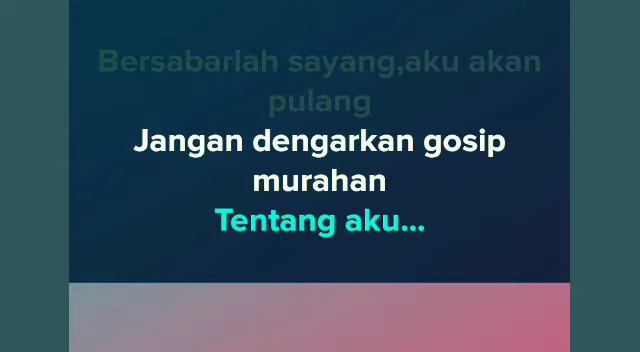 Bersabarlah sayang,aku akan
pulang
Jangan dengarkan gosip
murahan
Tentang aku...